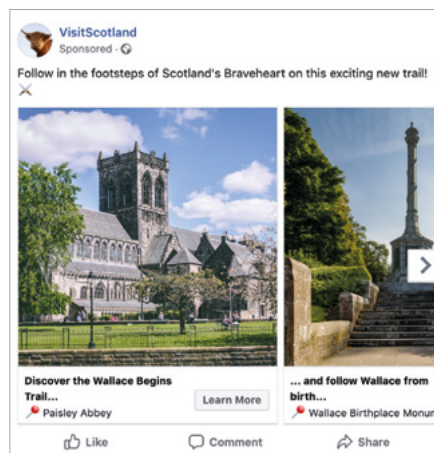 VisitScotland
Sponsored ·
Follow in the footsteps of Scotland's Braveheart on this exciting new trail!
Discover the Wallace Begins
Trail...
Learn More
Paisley Abbey
... and follow Wallace from
birth...
Wallace Birthplace Monum
Like
Comment
Share